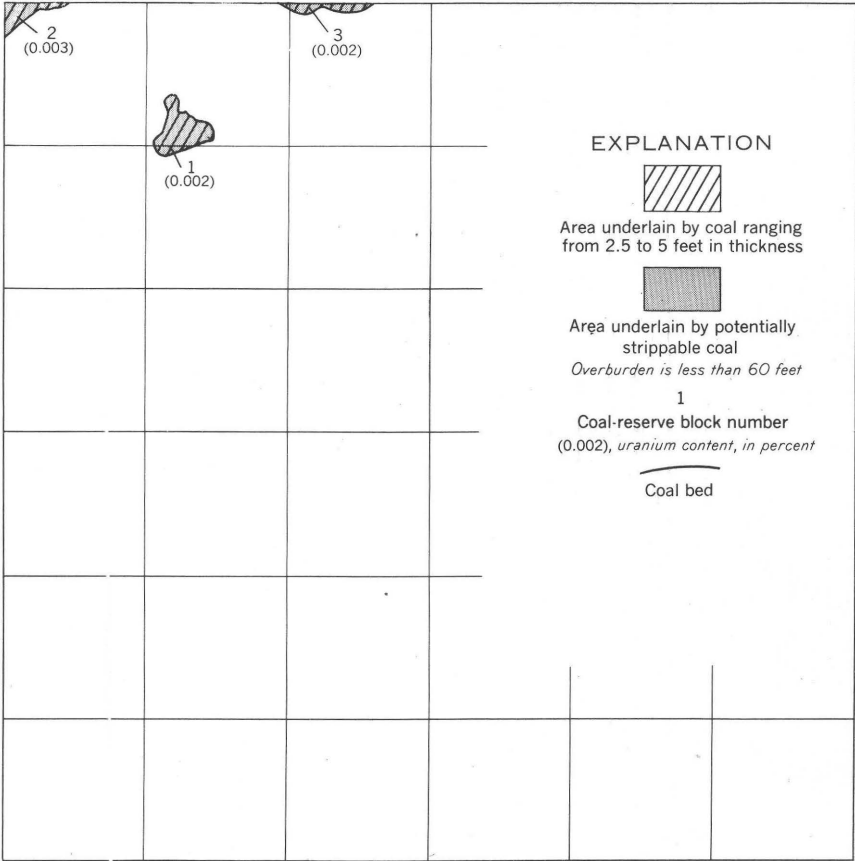 2
(0.003)
3
(0.002)
1
(0.002)
EXPLANATION
Area underlain by coal ranging
from 2.5 to 5 feet in thickness
Area underlain by potentially
strippable coal
Overburden is less than 60 feet
1
Coal-reserve block number
(0.002), uranium content, in percent
Coal bed